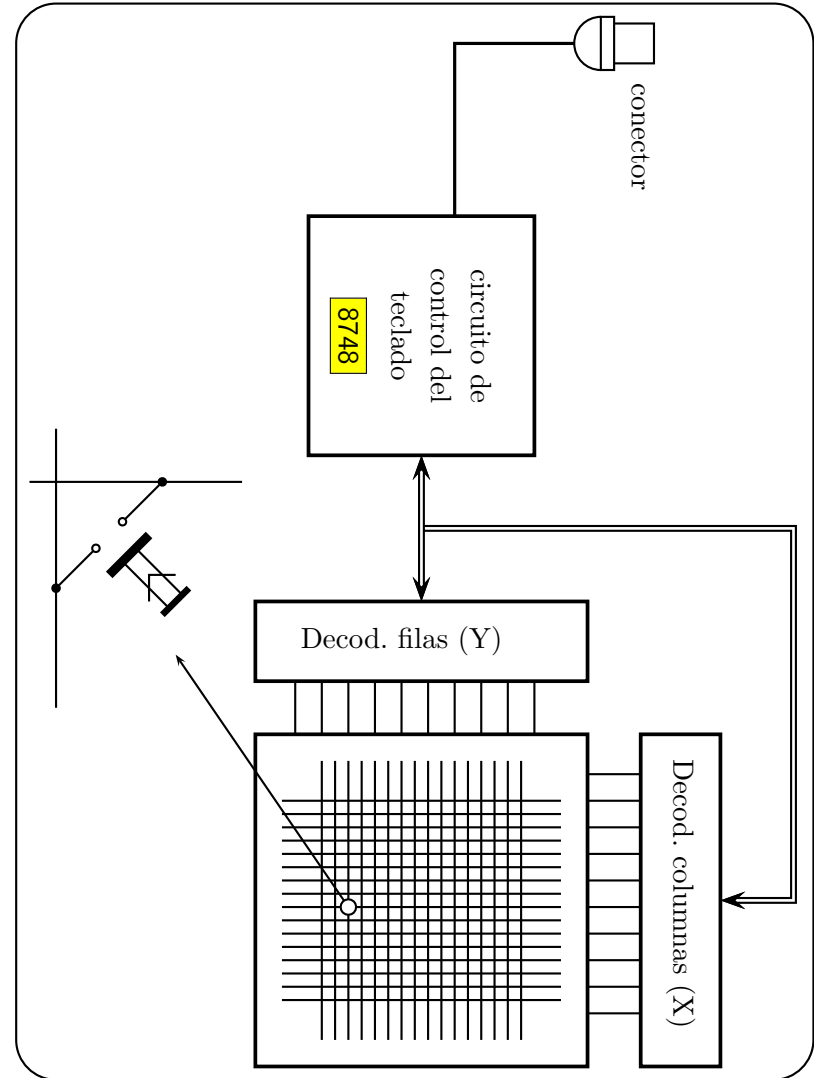 conector
circuito de
control del
teclado
8748
Decod. filas (Y)
Decod. columnas (X)